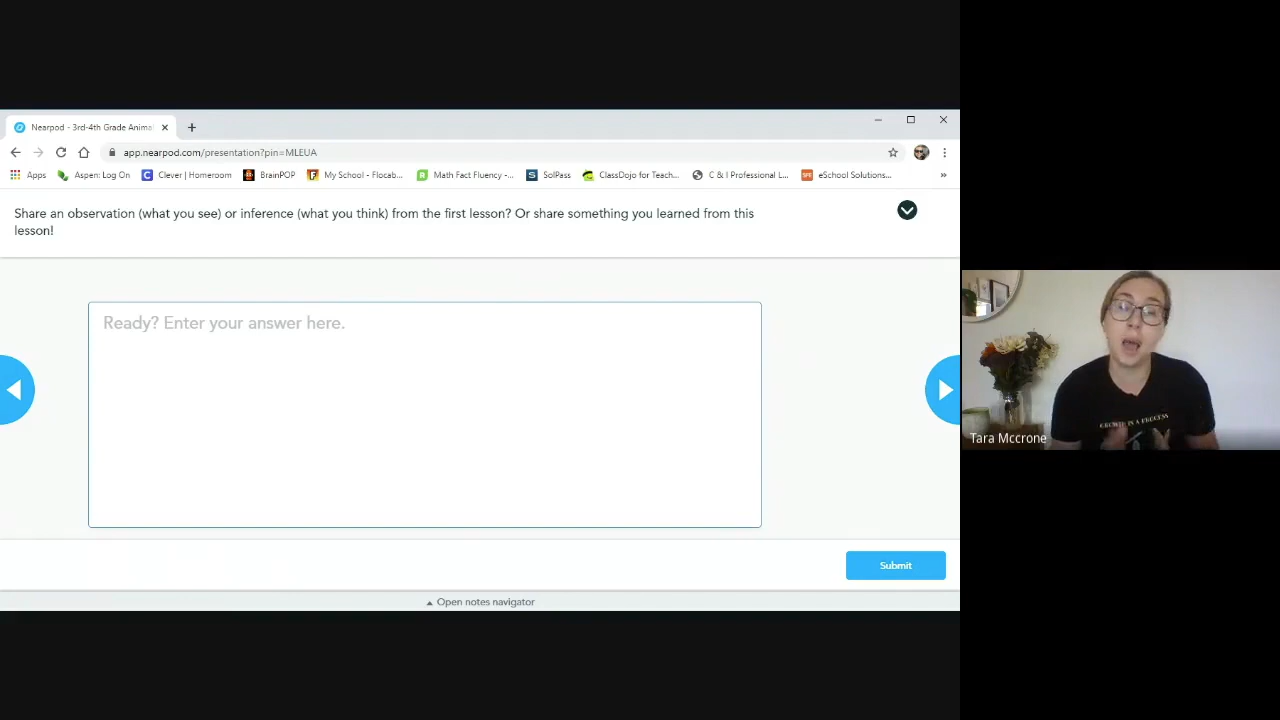 Nearpod - 3rd-4th Grade Anima
app.nearpod.com/presentation?pin=MLEUA
Apps
Aspen: Log On
Clever | Homeroom
BrainPOP
My School - Flocab...
Math Fact Fluency -...
SolPass
ClassDojo for Teach...
C & I Professional L...
eSchool Solutions...
»
Share an observation (what you see) or inference (what you think) from the first lesson? Or share something you learned from this
lesson!
Ready? Enter your answer here.
Submit
Open notes navigator
GROWTH IS A PROCESS
Tara Mccrone